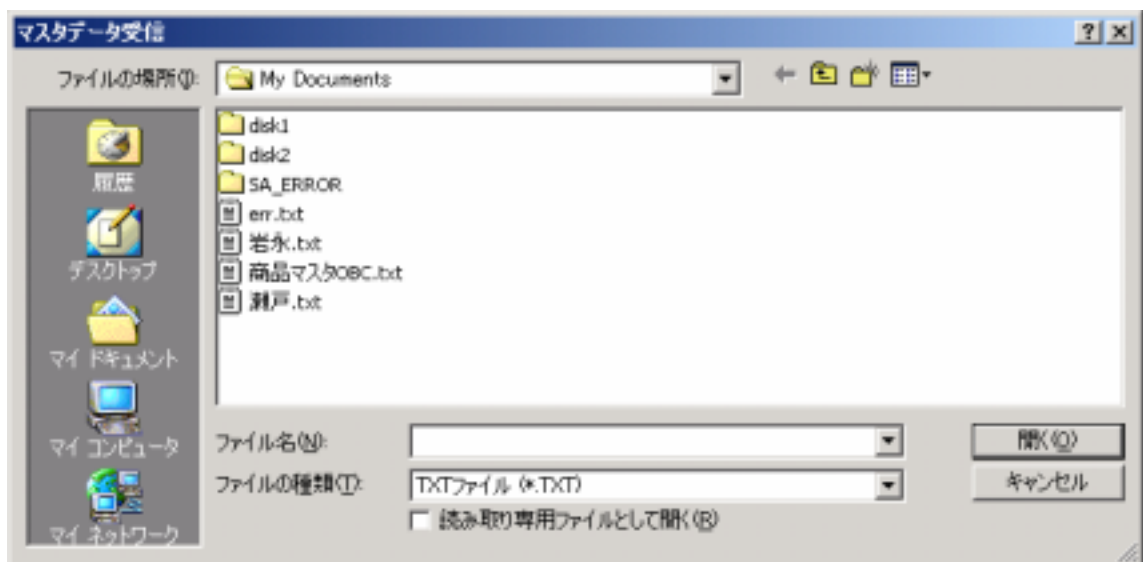 マスタデータ受信
ファイルの場所(I):
My Documents
履歴
デスクトップ
マイ ドキュメント
マイ コンピュータ
マイ ネットワーク
disk1
disk2
SA_ERROR
err.txt
岩永.txt
商品マスタOBC.txt
瀬戸.txt
ファイル名(N):
開く(O)
ファイルの種類(T):
TXTファイル (*.TXT)
キャンセル
読み取り専用ファイルとして開く(R)